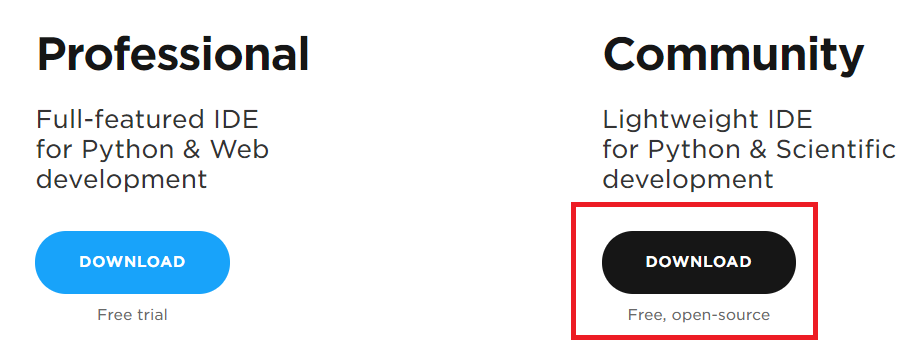 Professional
Full-featured IDE
for Python & Web
development
DOWNLOAD
Free trial
Community
Lightweight IDE
for Python & Scientific
development
DOWNLOAD
Free, open-source